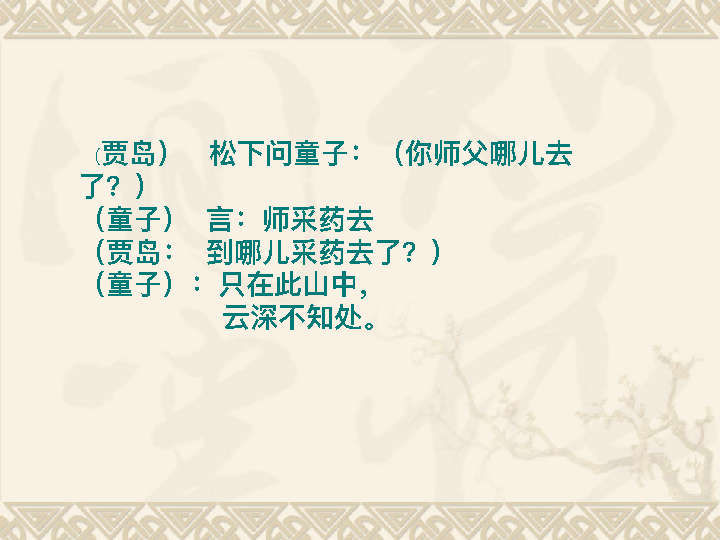 （贾岛） 松下问童子：（你师父哪儿去
了？）
（童子） 言：师采药去
（贾岛： 到哪儿采药去了？）
（童子）：只在此山中，
云深不知处。